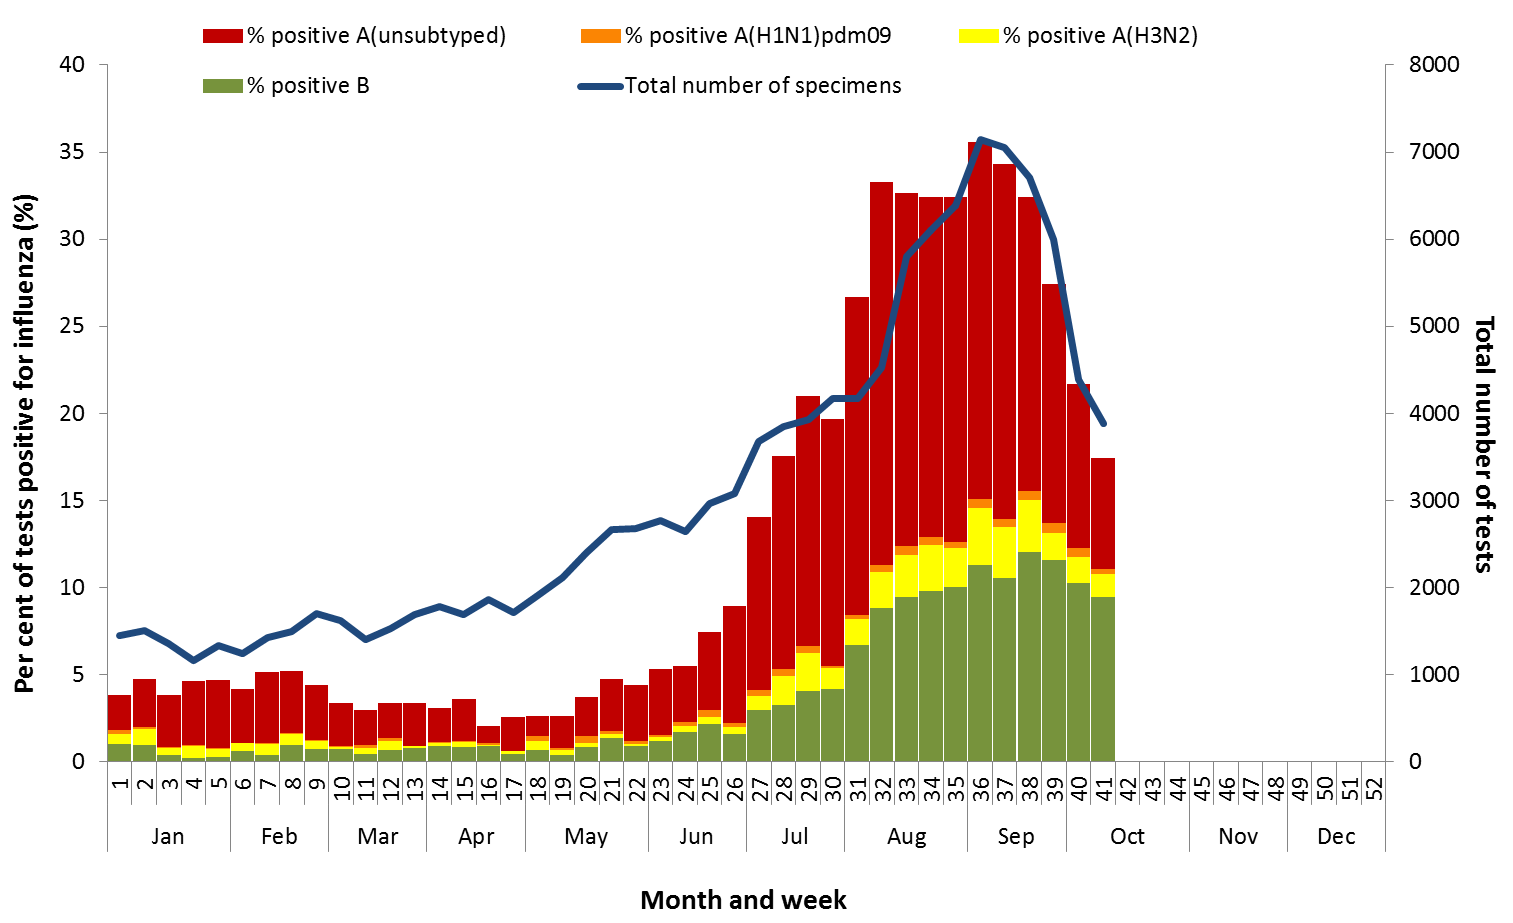 % positive A(unsubtyped) % positive A(H1N1)pdm09 % positive A(H3N2)
% positive B Total number of specimens
40 8000
35 7000
30 6000
25 5000
20 4000
15 3000
10 2000
5 1000
0 0
Per cent of tests positive for influenza (%)
Total number of tests
1 2 3 4 5 6 7 8 9 10 11 12 13 14 15 16 17 18 19 20 21 22 23 24 25 26 27 28 29 30 31 32 33 34 35 36 37 38 39 40 41 42 43 44 45 46 47 48 49 50 51 52
Jan Feb Mar Apr May Jun Jul Aug Sep Oct Nov Dec
Month and week